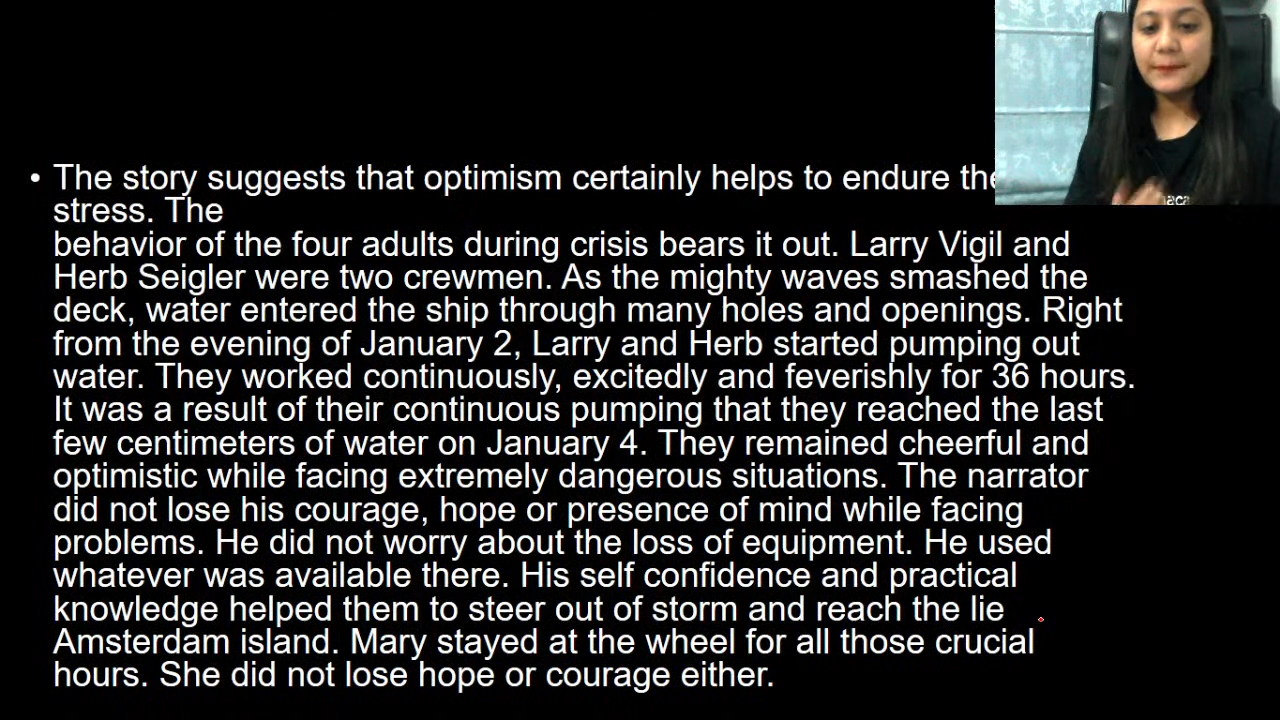 • The story suggests that optimism certainly helps to endure the
stress. The
behavior of the four adults during crisis bears it out. Larry Vigil and
Herb Seigler were two crewmen. As the mighty waves smashed the
deck, water entered the ship through many holes and openings. Right
from the evening of January 2, Larry and Herb started pumping out
water. They worked continuously, excitedly and feverishly for 36 hours.
It was a result of their continuous pumping that they reached the last
few centimeters of water on January 4. They remained cheerful and
optimistic while facing extremely dangerous situations. The narrator
did not lose his courage, hope or presence of mind while facing
problems. He did not worry about the loss of equipment. He used
whatever was available there. His self confidence and practical
knowledge helped them to steer out of storm and reach the lie
Amsterdam island. Mary stayed at the wheel for all those crucial
hours. She did not lose hope or courage either.